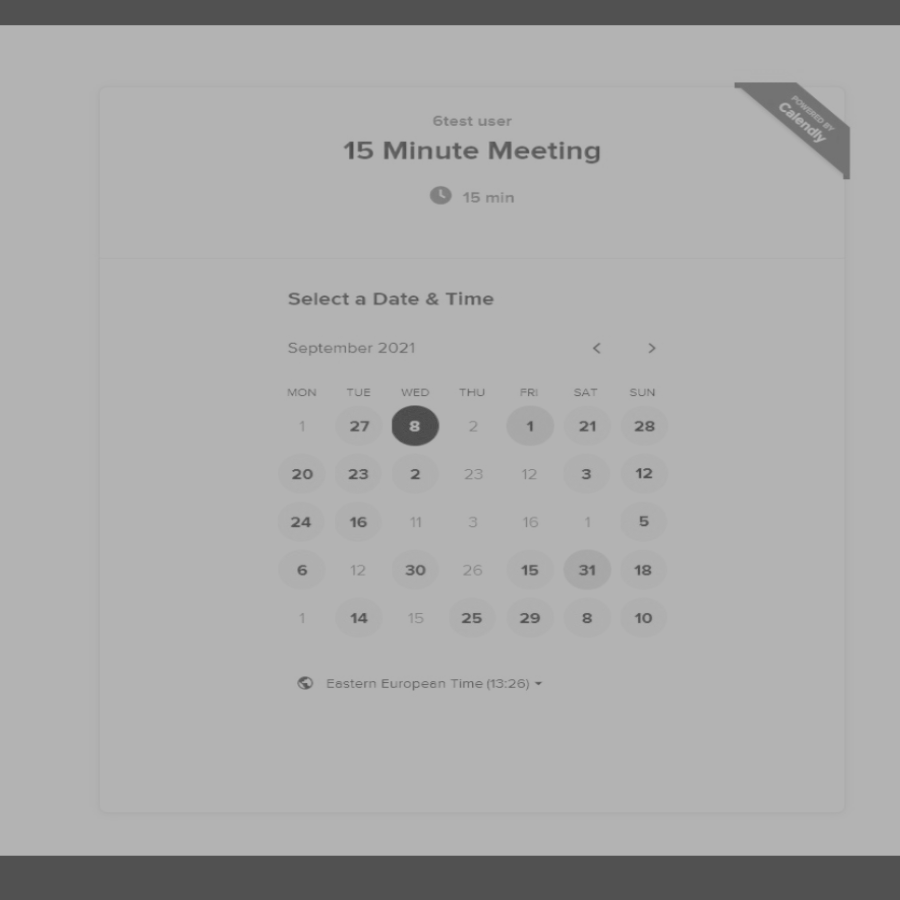 POWERED BY
Calendly
6test user
15 Minute Meeting
15 min
Select a Date & Time
September 2021
MON TUE WED THU FRI SAT SUN
1 27 8 2 1 21 28
20 23 2 23 12 3 12
24 16 11 3 16 1 5
6 12 30 26 15 31 18
1 14 15 25 29 8 10
Eastern European Time (13:26)